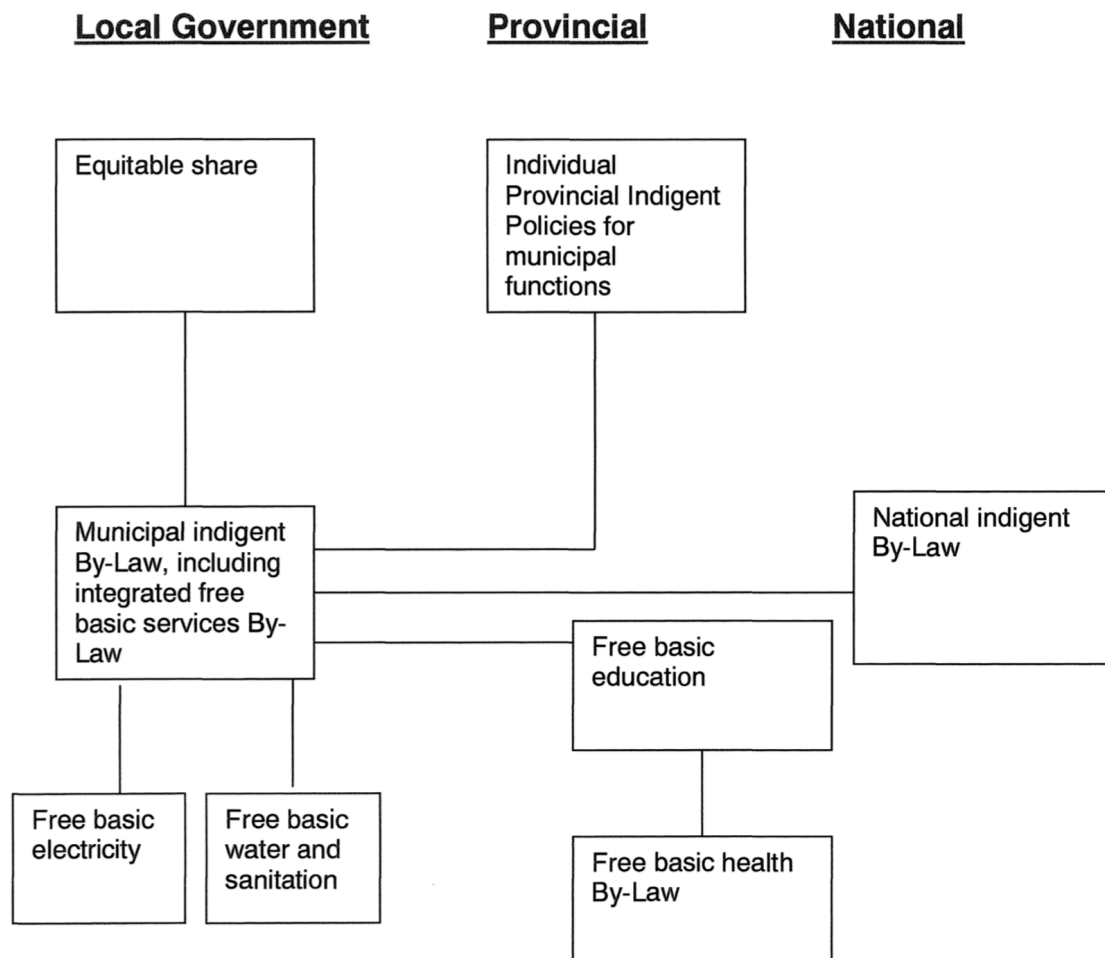 Local Government Provincial National
Equitable share
Individual
Provincial Indigent
Policies for
municipal
functions
Municipal indigent
By-Law, including
integrated free
basic services By-
Law
National indigent
By-Law
Free basic
education
Free basic
electricity
Free basic
water and
sanitation
Free basic health
By-Law